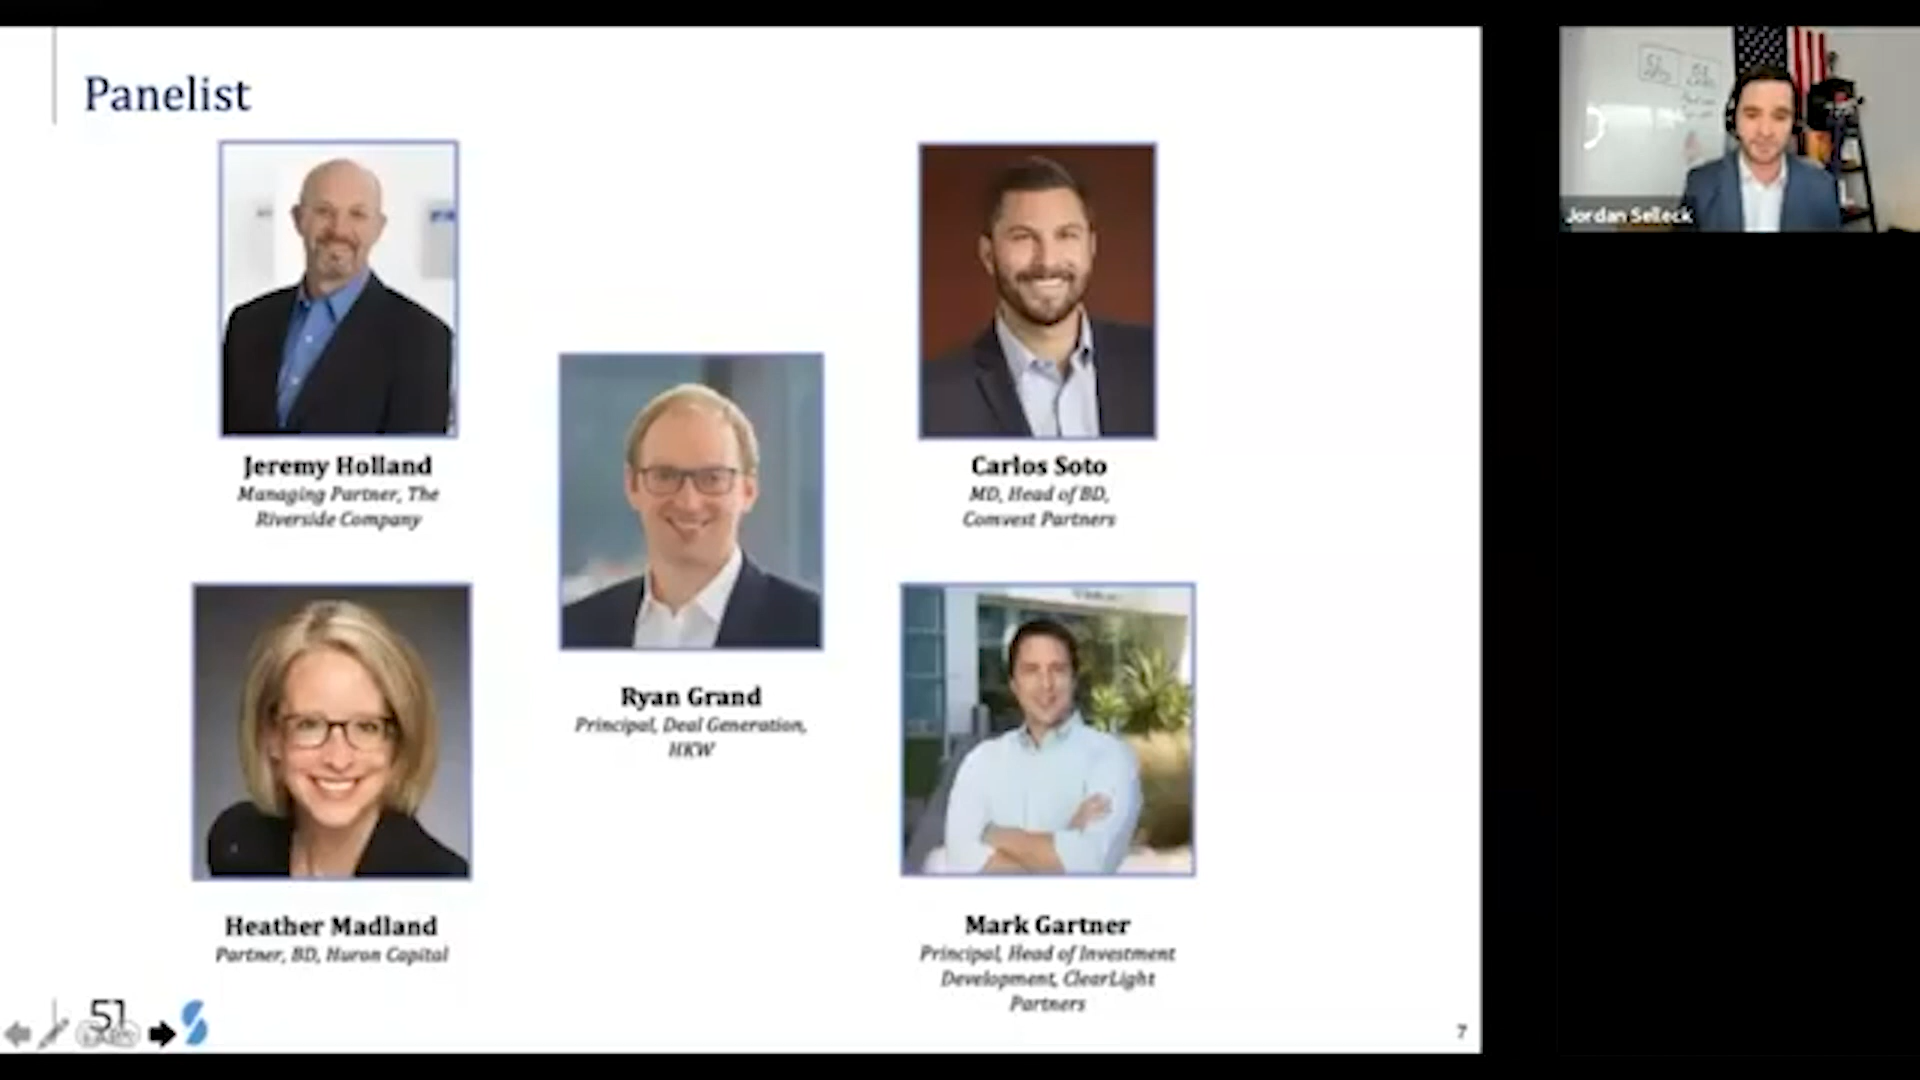 Panelist
Jeremy Holland
Managing Partner, The
Riverside Company
Carlos Soto
MD, Head of BD,
Comvest Partners
Ryan Grand
Principal, Deal Generation,
HKW
Heather Madland
Partner, BD, Huron Capital
Mark Gartner
Principal, Head of Investment
Development, ClearLight
Partners
51
7
Jordan Selleck